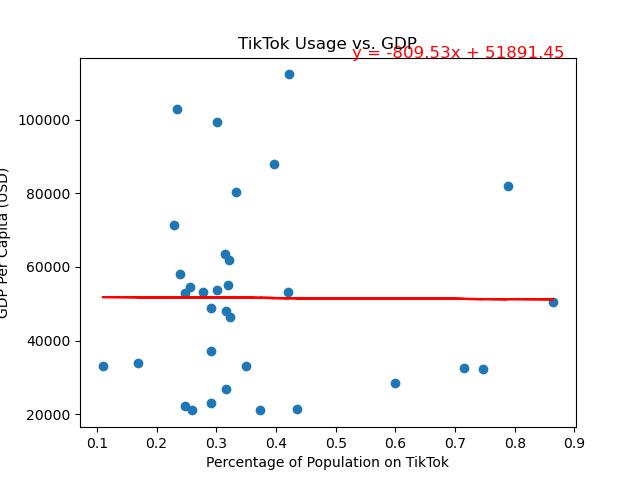 TikTok Usage vs. GDP
y = -809.53x + 51891.45
GDP Per Capita (USD)
100000
80000
60000
40000
20000
0.1 0.2 0.3 0.4 0.5 0.6 0.7 0.8 0.9
Percentage of Population on TikTok